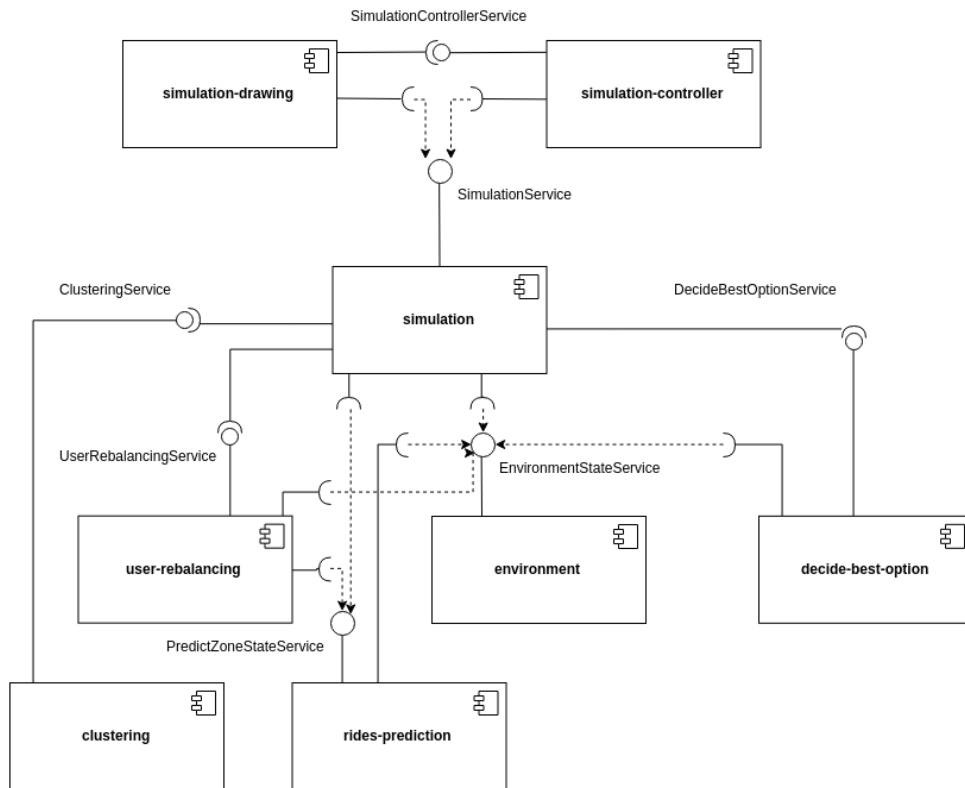 SimulationControllerService
simulation-drawing
simulation-controller
SimulationService
ClusteringService
DecideBestOptionService
simulation
UserRebalancingService
EnvironmentStateService
user-rebalancing
environment
decide-best-option
PredictZoneStateService
clustering
rides-prediction